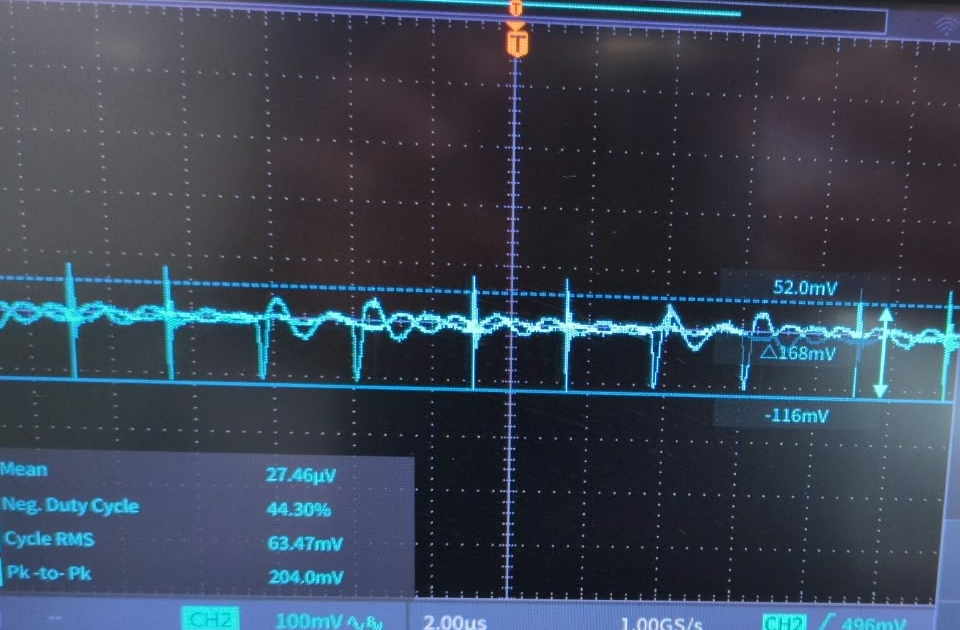 T
T
52.0mV
△168mV
-116mV
Mean 27.46µV
Neg. Duty Cycle 44.30%
Cycle RMS 63.47mV
Pk -to- Pk 204.0mV
-- CH2 100mV∿BW 2.00us 1.00GS/s CH2 496mV